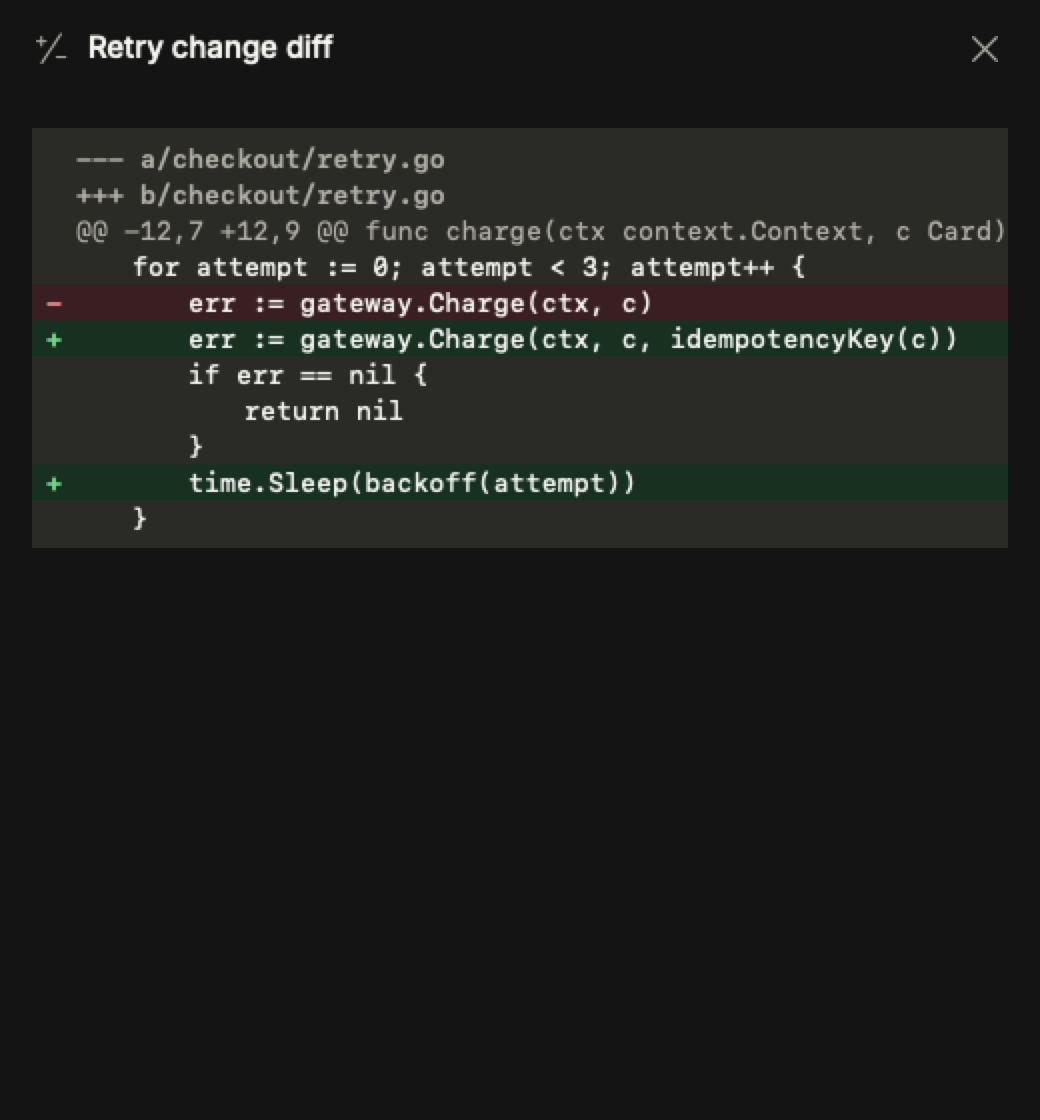 Retry change diff
--- a/checkout/retry.go
+++ b/checkout/retry.go
@@ -12,7 +12,9 @@ func charge(ctx context.Context, c Card)
    for attempt := 0; attempt < 3; attempt++ {
-        err := gateway.Charge(ctx, c)
+        err := gateway.Charge(ctx, c, idempotencyKey(c))
        if err == nil {
            return nil
        }
+        time.Sleep(backoff(attempt))
    }